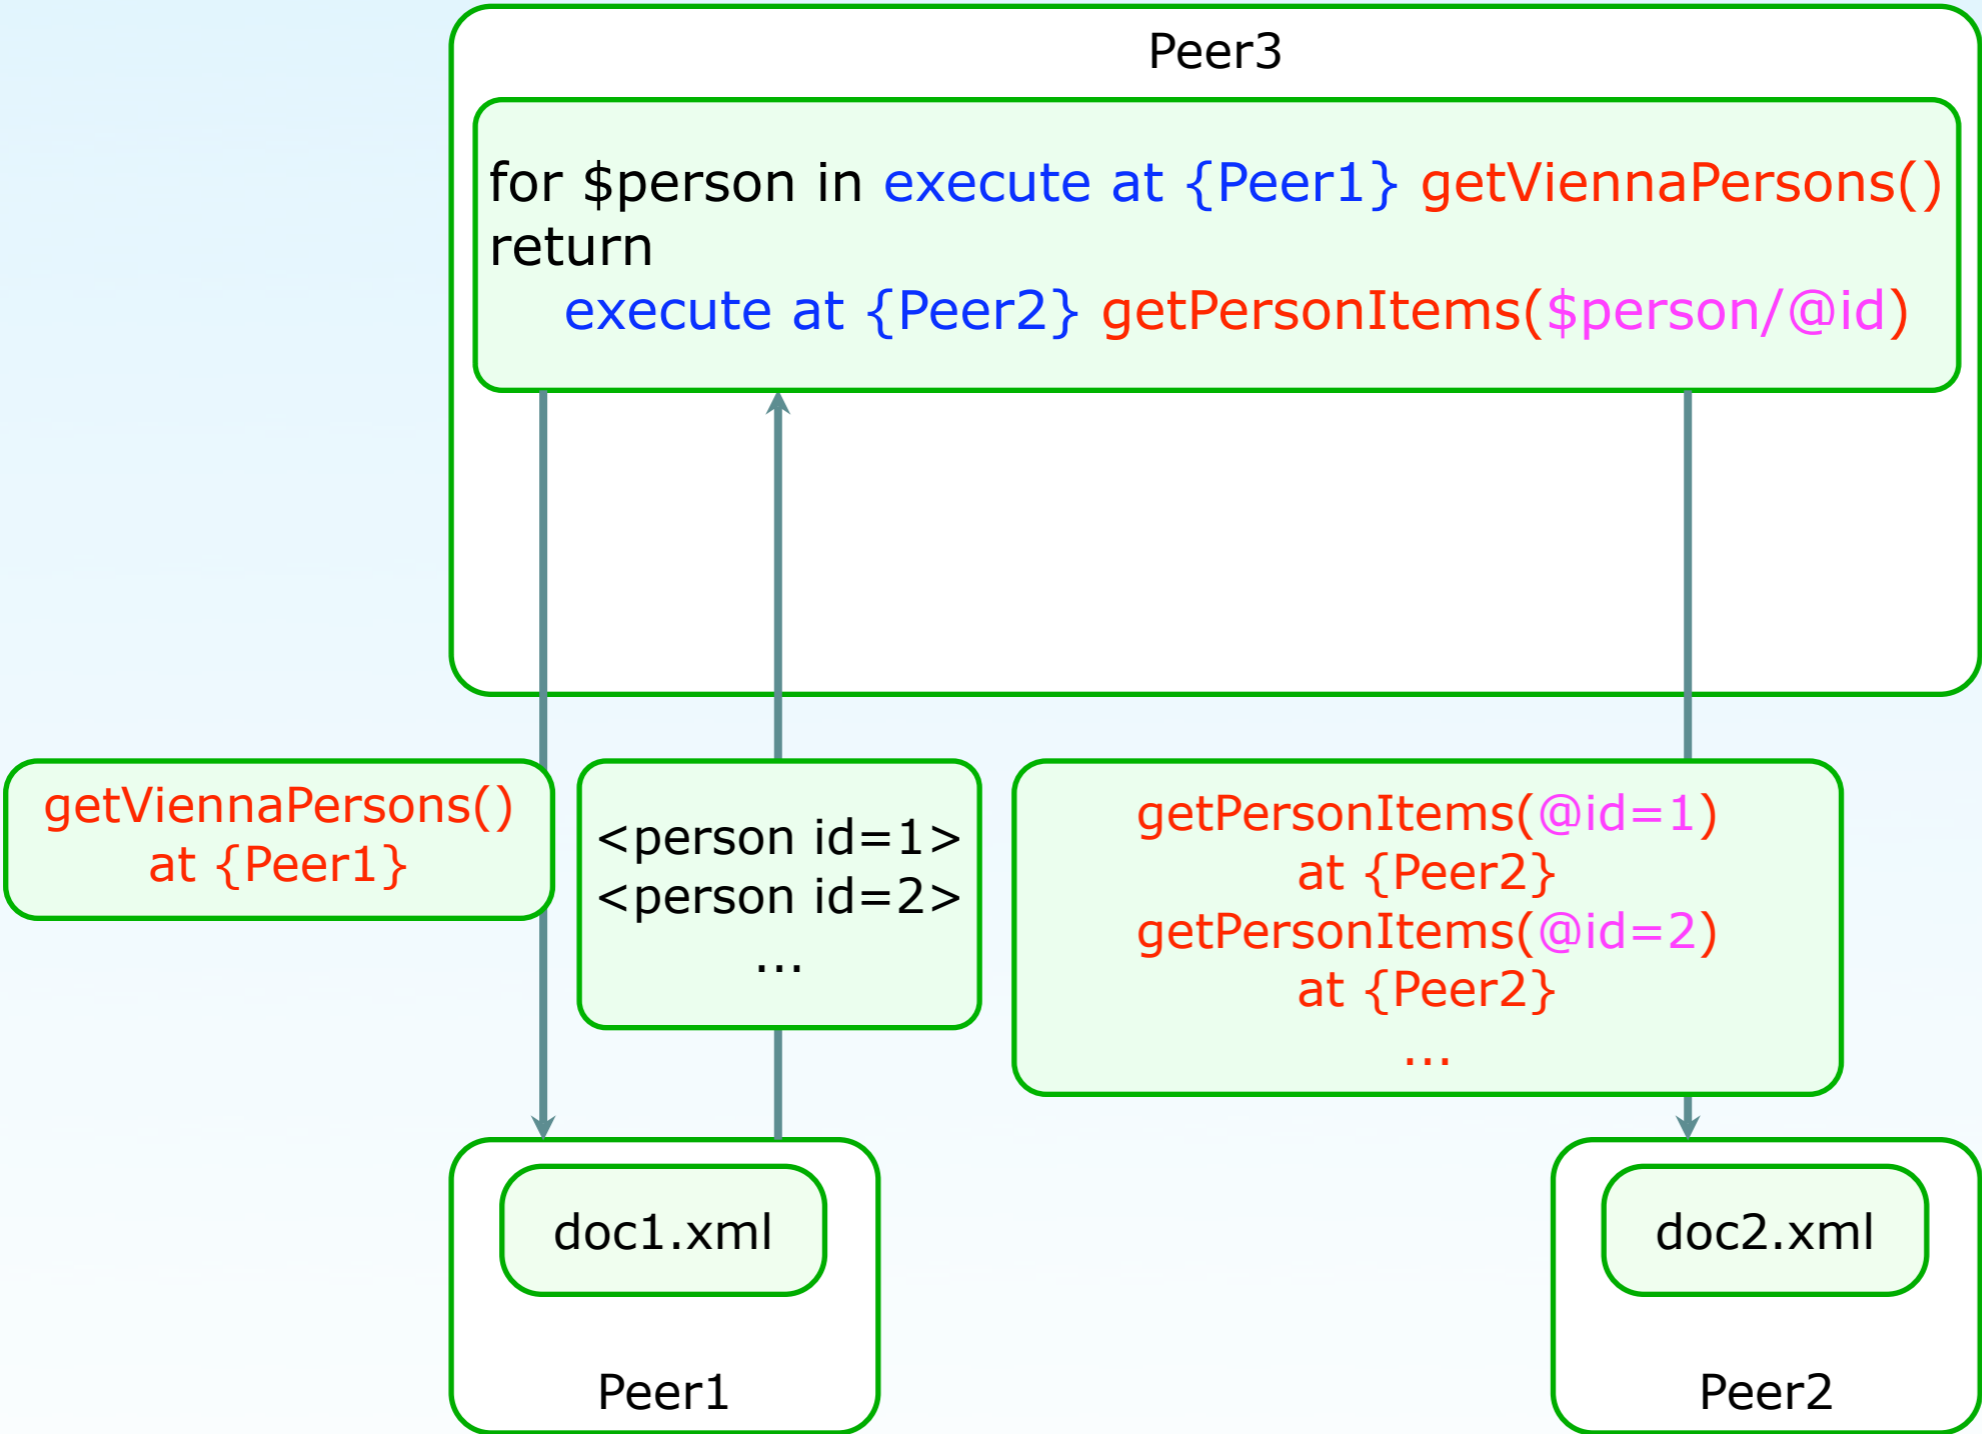 Peer3
for $person in execute at {Peer1} getViennaPersons()
return
execute at {Peer2} getPersonItems($person/@id)
getViennaPersons()
at {Peer1}
<person id=1>
<person id=2>
...
getPersonItems(@id=1)
at {Peer2}
getPersonItems(@id=2)
at {Peer2}
...
doc1.xml
Peer1
doc2.xml
Peer2